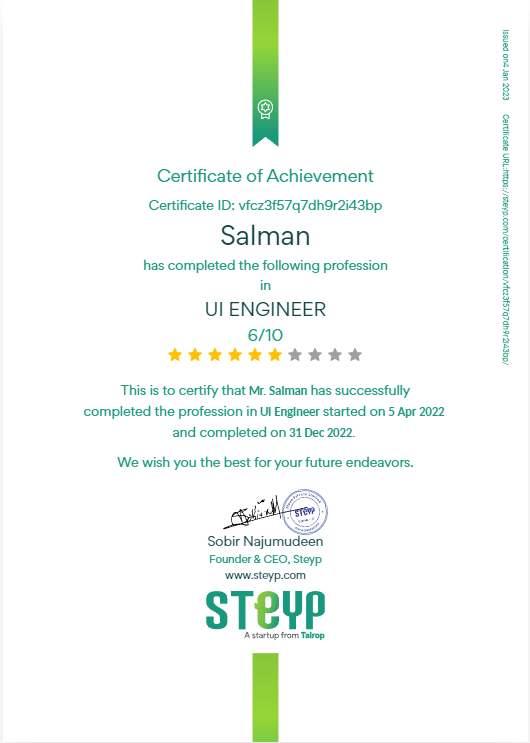 Issued on4 Jan 2023 Certificate URL:https://steyp.com/certification/vfcz3f57q7dh9r2i43bp/
Certificate of Achievement
Certificate ID: vfcz3f57q7dh9r2i43bp
Salman
has completed the following profession
in
UI ENGINEER
6/10
This is to certify that Mr. Salman has successfully
completed the profession in UI Engineer started on 5 Apr 2022
and completed on 31 Dec 2022.
We wish you the best for your future endeavors.
STEYP
Sobir Najumudeen
Founder & CEO, Steyp
www.steyp.com
STEYP
A startup from Talrop